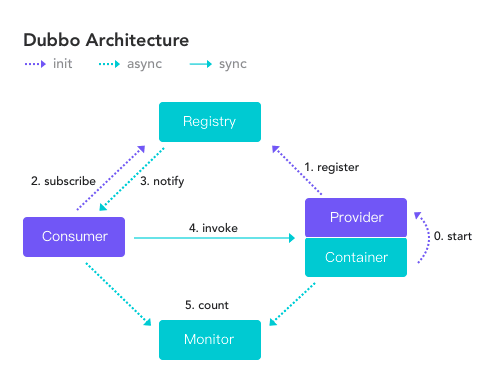 Dubbo Architecture
init async sync
Registry
1. register
2. subscribe 3. notify
Provider
Consumer 4. invoke 0. start
Container
5. count
Monitor